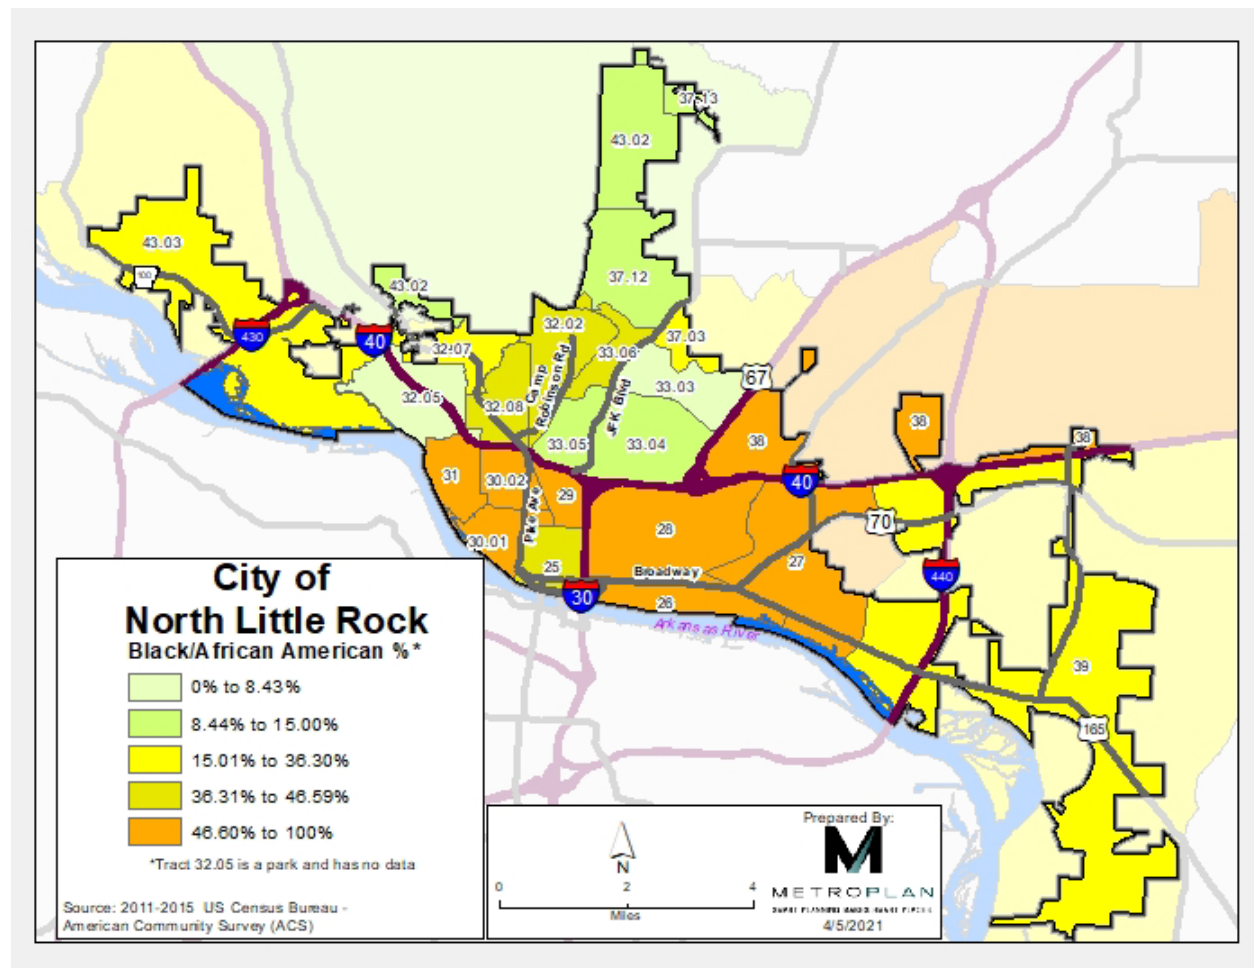 37.13
43.02
43.03
100
37.12
43.02
32.02
37.03
430
40
32.07
33.06
Camp
Robinson Rd
JFK Blvd
67
33.03
32.05
32.08
38
38
38
33.05
33.04
31
30.02
29
40
Pike Ave
28
70
30.01
27
25
Broadway
440
30
26
Arkansas River
39
165
City of
North Little Rock
Black/African American %*
0% to 8.43%
8.44% to 15.00%
15.01% to 36.30%
36.31% to 46.59%
46.60% to 100%
*Tract 32.05 is a park and has no data
Source: 2011-2015 US Census Bureau -
American Community Survey (ACS)
N
0 2 4
Miles
Prepared By:
METROPLAN
SMART PLANNING MAKES SMART PLACES
4/5/2021